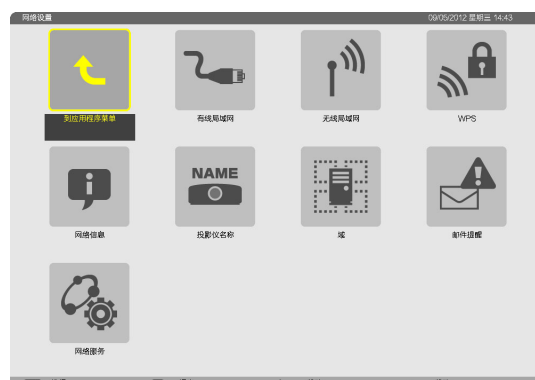 网络设置
09/05/2012 星期三 14:43
到应用程序菜单
有线局域网
无线局域网
WPS
网络信息
NAME
投影仪名称
域
邮件提醒
网络服务